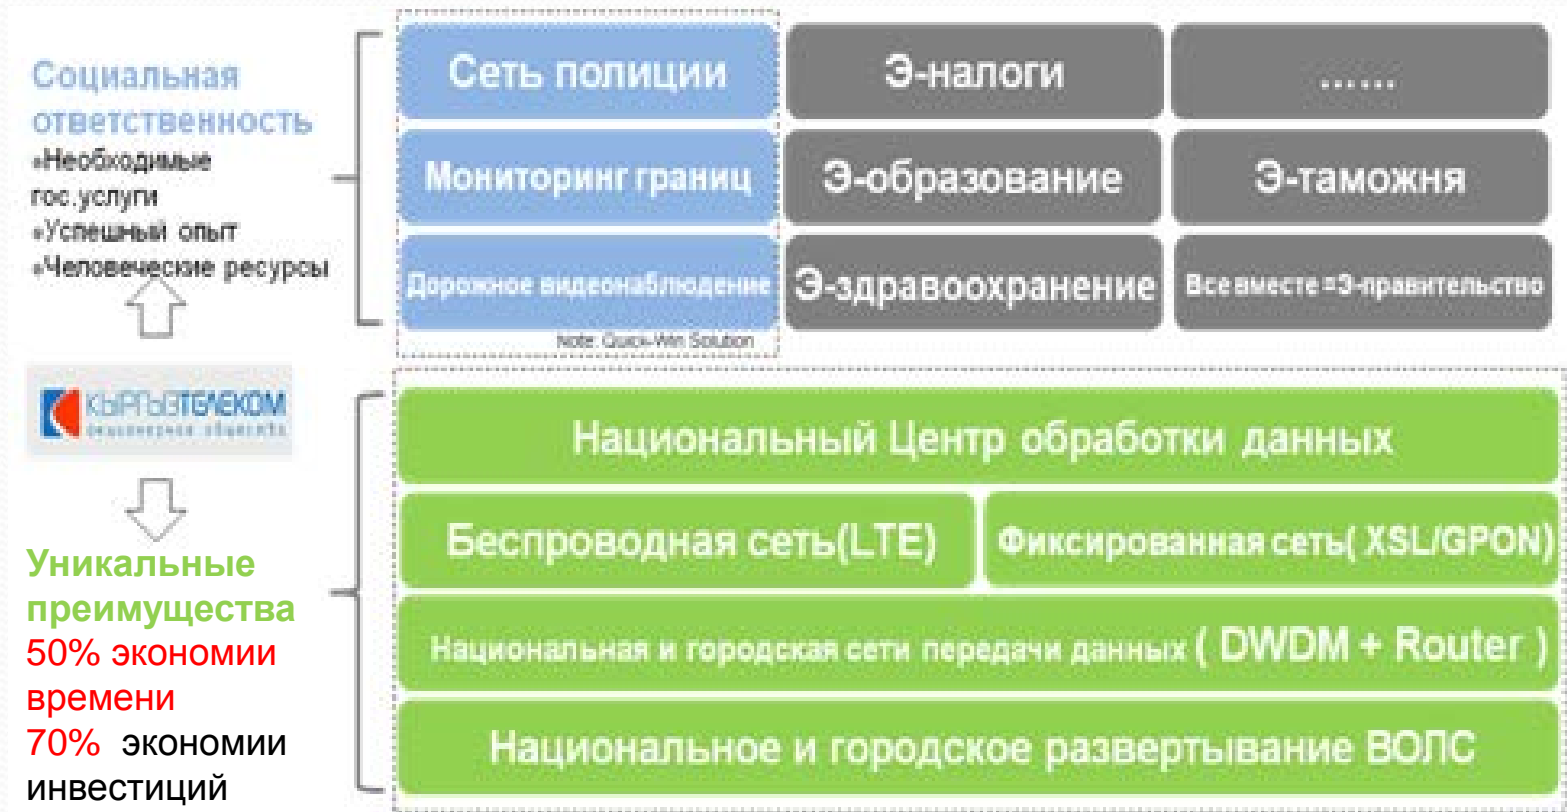 Социальная
ответственность
•Необходимые
гос.услуги
•Успешный опыт
•Человеческие ресурсы
Сеть полиции
Э-налоги
......
Мониторинг границ
Э-образование
Э-таможня
Дорожное видеонаблюдение
Э-здравоохранение
Все вместе =Э-правительство
Note: Quick-Win Solution
КЫРГЫЗТЕЛЕКОМ
акционерное общество
Уникальные
преимущества
50% экономии
времени
70% экономии
инвестиций
Национальный Центр обработки данных
Беспроводная сеть(LTE)
Фиксированная сеть( XSL/GPON)
Национальная и городская сети передачи данных ( DWDM + Router )
Национальное и городское развертывание ВОЛС